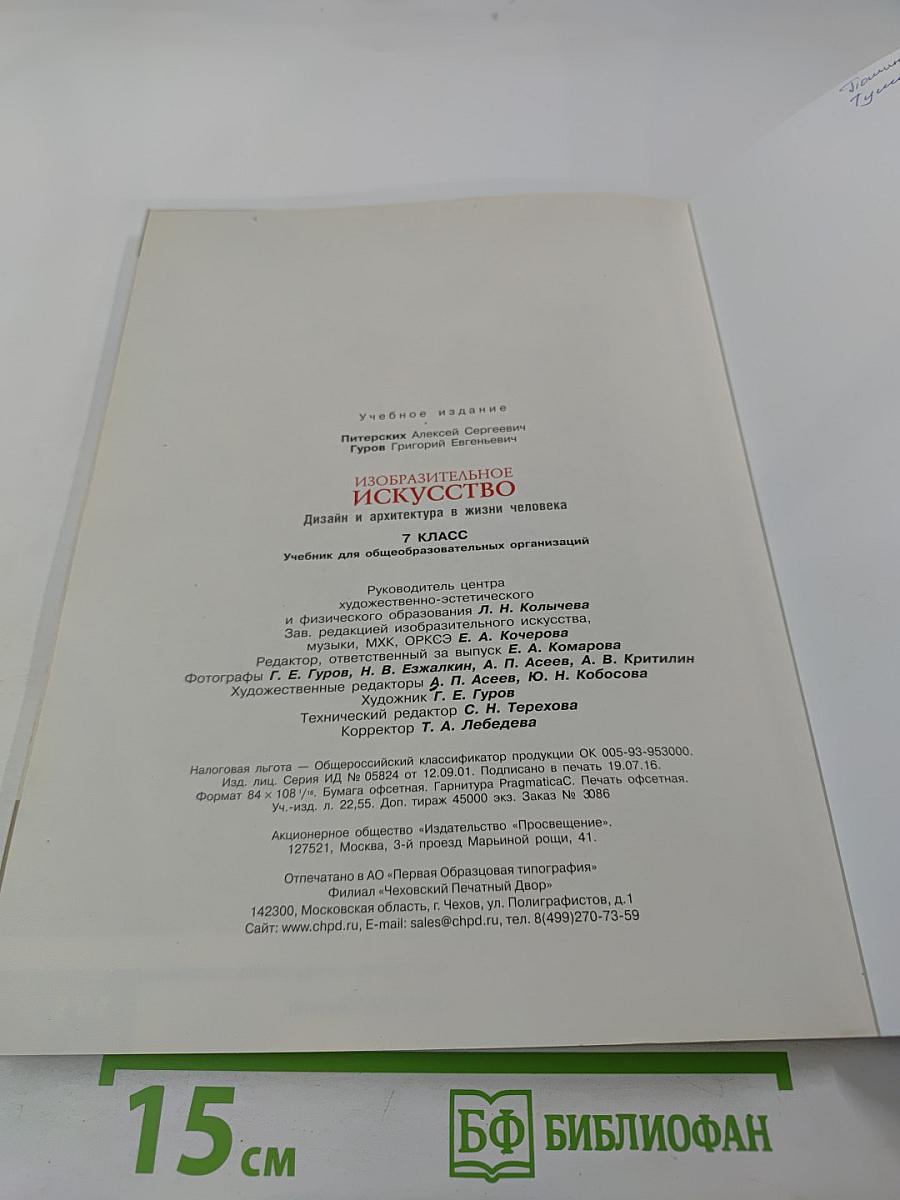 Учебное издание
Питерских Алексей Сергеевич
Гуров Григорий Евгеньевич
ИЗОБРАЗИТЕЛЬНОЕ
ИСКУССТВО
Дизайн и архитектура в жизни человека
7 КЛАСС
Учебник для общеобразовательных организаций
Руководитель центра
художественно-эстетического
и физического образования Л. Н. Колычева
Зав. редакцией изобразительного искусства,
музыки, МХК, ОРКСЭ Е. А. Кочерова
Редактор, ответственный за выпуск Е. А. Комарова
Фотографы Г. Е. Гуров, Н. В. Езжалкин, А. П. Асеев, А. В. Критилин
Художественные редакторы А. П. Асеев, Ю. Н. Кобосова
Художник Г. Е. Гуров
Технический редактор С. Н. Терехова
Корректор Т. А. Лебедева
Налоговая льгота — Общероссийский классификатор продукции ОК 005-93-953000.
Изд. лиц. Серия ИД № 05824 от 12.09.01. Подписано в печать 19.07.16.
Формат 84 × 108 1/16. Бумага офсетная. Гарнитура PragmaticaC. Печать офсетная.
Уч.-изд. л. 22,55. Доп. тираж 45000 экз. Заказ № 3086
Акционерное общество «Издательство «Просвещение».
127521, Москва, 3-й проезд Марьиной рощи, 41.
Отпечатано в АО «Первая Образцовая типография»
Филиал «Чеховский Печатный Двор»
142300, Московская область, г. Чехов, ул. Полиграфистов, д.1
Сайт: www.chpd.ru, E-mail: sales@chpd.ru, тел. 8(499)270-73-59
15 см
БФ БИБЛИОФАН